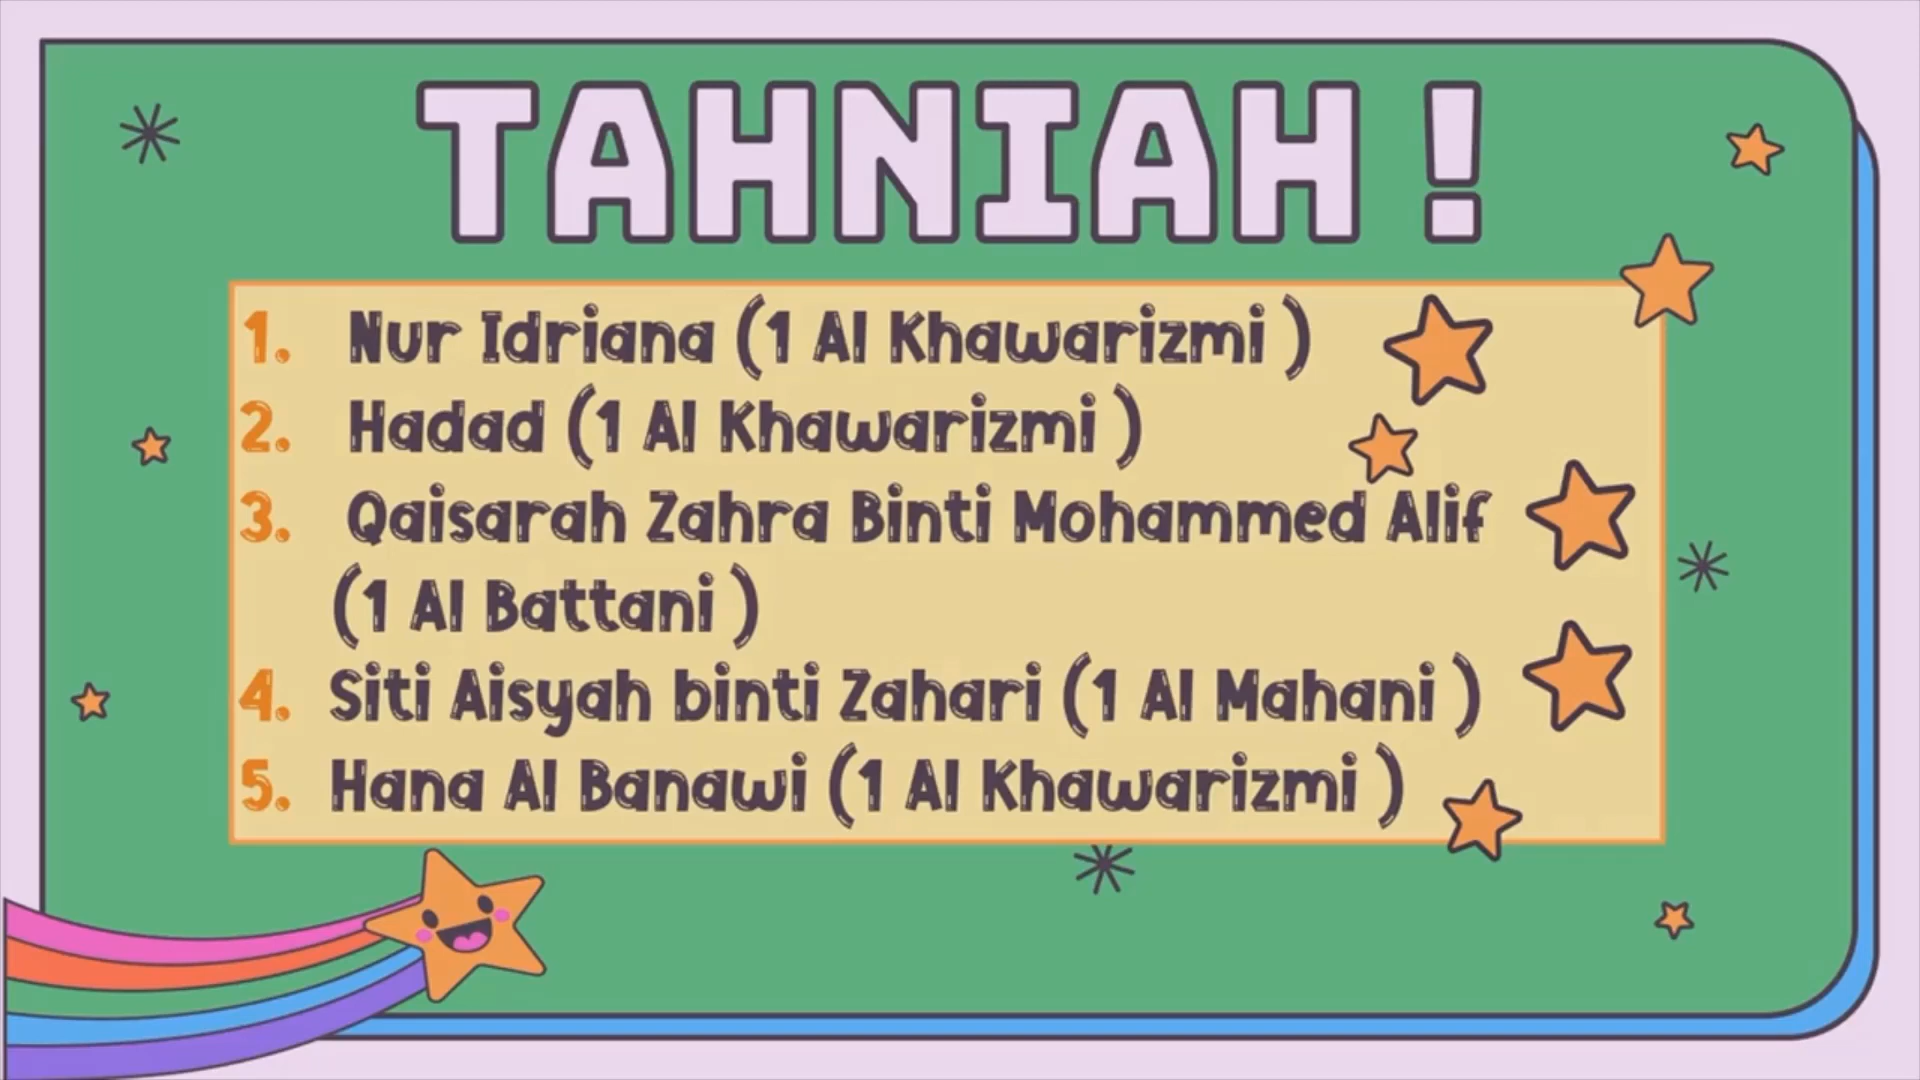 TAHNIAH !
1. Nur Idriana (1 Al Khawarizmi )
2. Hadad (1 Al Khawarizmi )
3. Qaisarah Zahra Binti Mohammed Alif
(1 Al Battani )
4. Siti Aisyah binti Zahari (1 Al Mahani )
5. Hana Al Banawi (1 Al Khawarizmi )